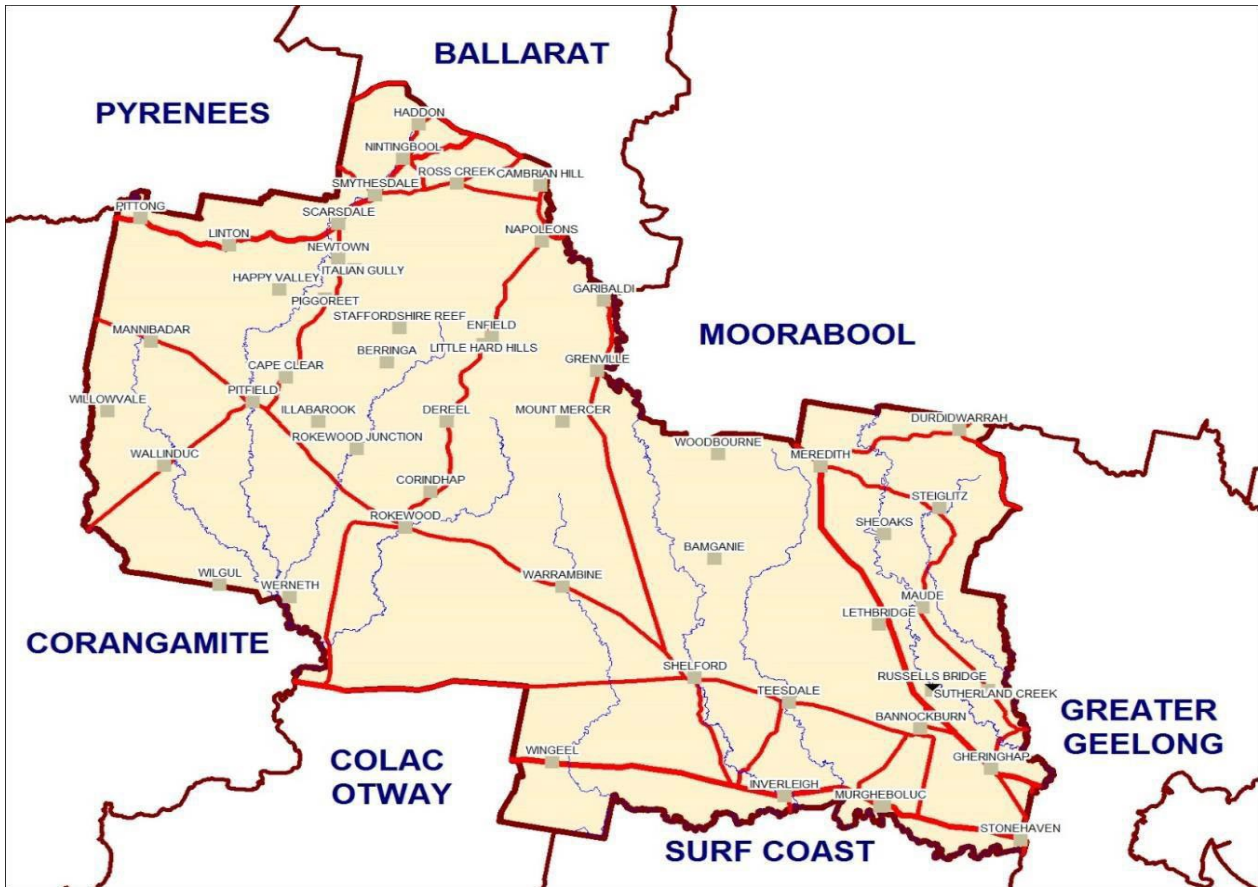 BALLARAT
PYRENEES
HADDON
NINTINGBOOL
ROSS CREEK
CAMBRIAN HILL
SMYTHESDALE
PITTONG
SCARSDALE
LINTON
NAPOLEONS
NEWTOWN
ITALIAN GULLY
HAPPY VALLEY
PIGGOREET
GARIBALDI
STAFFORDSHIRE REEF
ENFIELD
MANNIBADAR
MOORABOOL
BERRINGA
LITTLE HARD HILLS
CAPE CLEAR
GRENVILLE
PITFIELD
WILLOWVALE
ILLABAROOK
DEREEL
MOUNT MERCER
DURDIDWARRAH
ROKEWOOD JUNCTION
WOODBOURNE
WALLINDUC
MEREDITH
CORINDHAP
STEIGLITZ
ROKEWOOD
SHEOAKS
BAMGANIE
WILGUL
WERNETH
WARRAMBINE
MAUDE
LETHBRIDGE
CORANGAMITE
SHELFORD
RUSSELLS BRIDGE
TEESDALE
SUTHERLAND CREEK
BANNOCKBURN
GREATER
GEELONG
WINGEEL
COLAC
OTWAY
GHERINGHAP
INVERLEIGH
MURGHEBOLUC
STONEHAVEN
SURF COAST